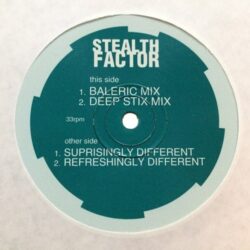 STEALTH
FACTOR
this side
1. BALERIC MIX
2. DEEP STIX MIX
33rpm
other side
1. SUPRISINGLY DIFFERENT
2. REFRESHINGLY DIFFERENT